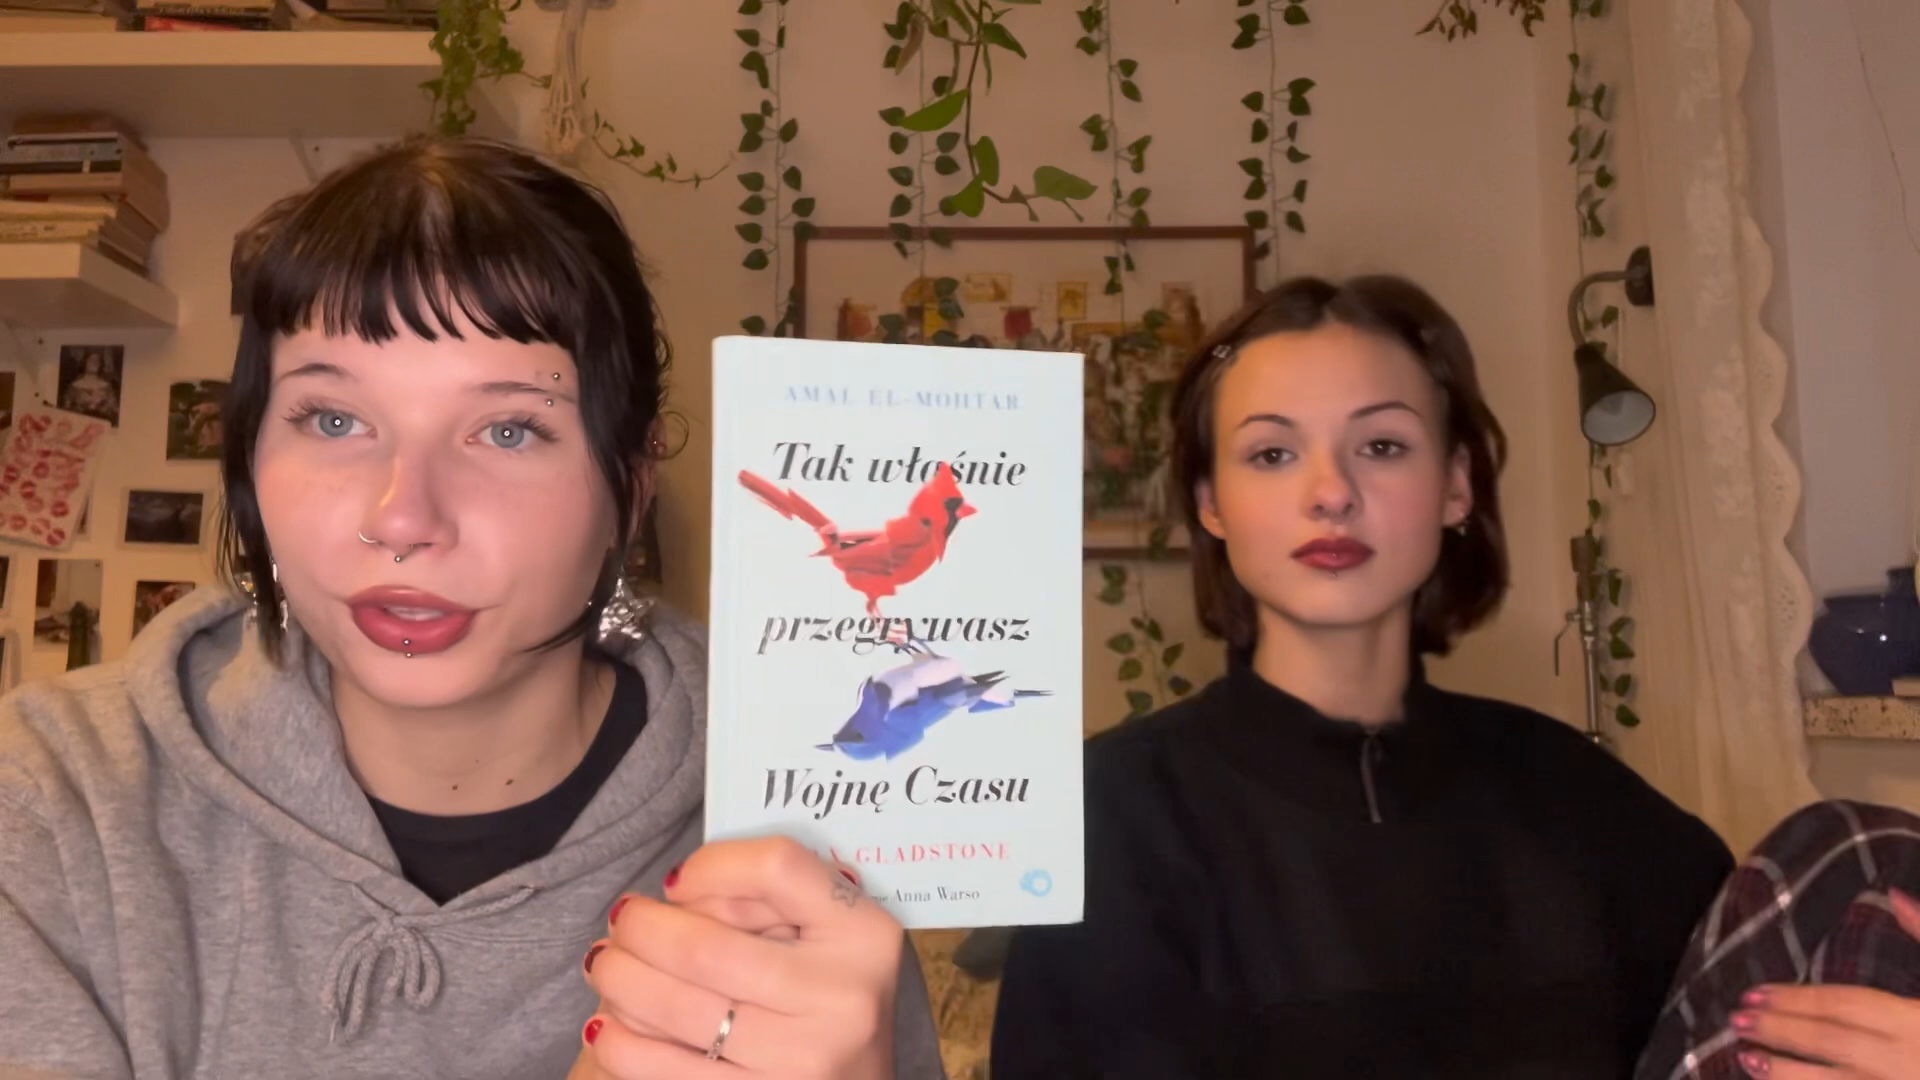 AMAL EL-MOHTAR
Tak właśnie
przegrywasz
Wojnę Czasu
GLADSTONE
Anna Warso